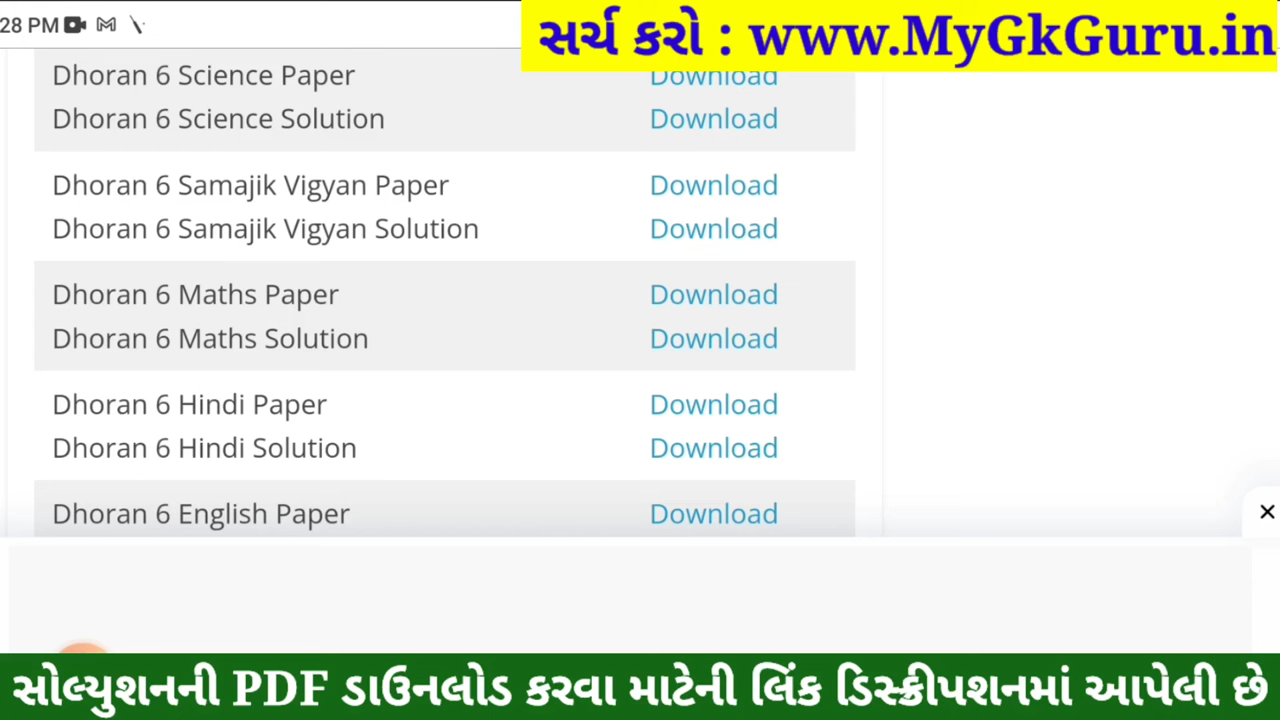 28 PM
સર્ચ કરો : www.MyGkGuru.in
Dhoran 6 Science Paper Download
Dhoran 6 Science Solution Download
Dhoran 6 Samajik Vigyan Paper Download
Dhoran 6 Samajik Vigyan Solution Download
Dhoran 6 Maths Paper Download
Dhoran 6 Maths Solution Download
Dhoran 6 Hindi Paper Download
Dhoran 6 Hindi Solution Download
Dhoran 6 English Paper Download
સોલ્યુશનની PDF ડાઉનલોડ કરવા માટેની લિંક ડિસ્ક્રીપશનમાં આપેલી છે